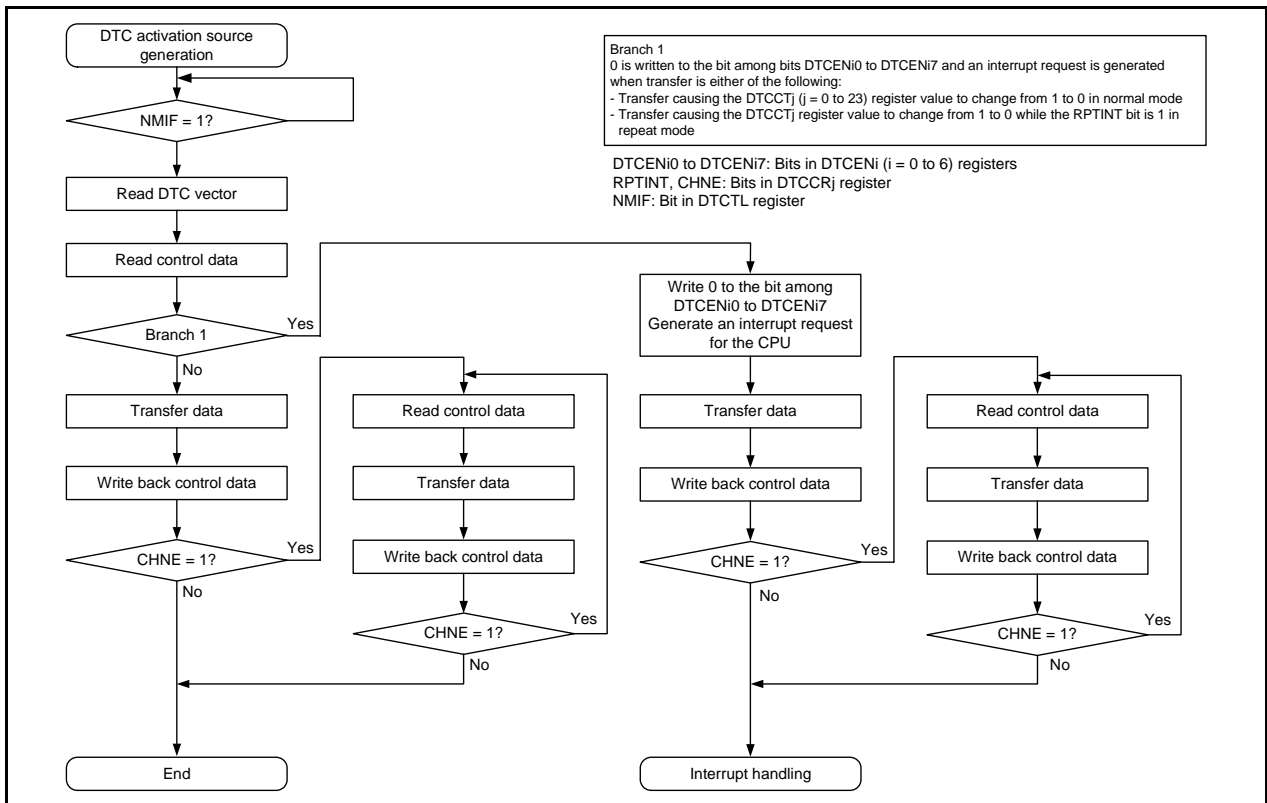 DTC activation source
generation
NMIF = 1?
Read DTC vector
Read control data
Branch 1
Yes
No
Transfer data
Write back control data
CHNE = 1?
Yes
No
End
Read control data
Transfer data
Write back control data
CHNE = 1?
Yes
No
Branch 1
0 is written to the bit among bits DTCENi0 to DTCENi7 and an interrupt request is generated
when transfer is either of the following:
- Transfer causing the DTCCTj (j = 0 to 23) register value to change from 1 to 0 in normal mode
- Transfer causing the DTCCTj register value to change from 1 to 0 while the RPTINT bit is 1 in
repeat mode
DTCENi0 to DTCENi7: Bits in DTCENi (i = 0 to 6) registers
RPTINT, CHNE: Bits in DTCCRj register
NMIF: Bit in DTCTL register
Write 0 to the bit among
DTCENi0 to DTCENi7
Generate an interrupt request
for the CPU
Transfer data
Write back control data
CHNE = 1?
Yes
No
Interrupt handling
Read control data
Transfer data
Write back control data
CHNE = 1?
Yes
No